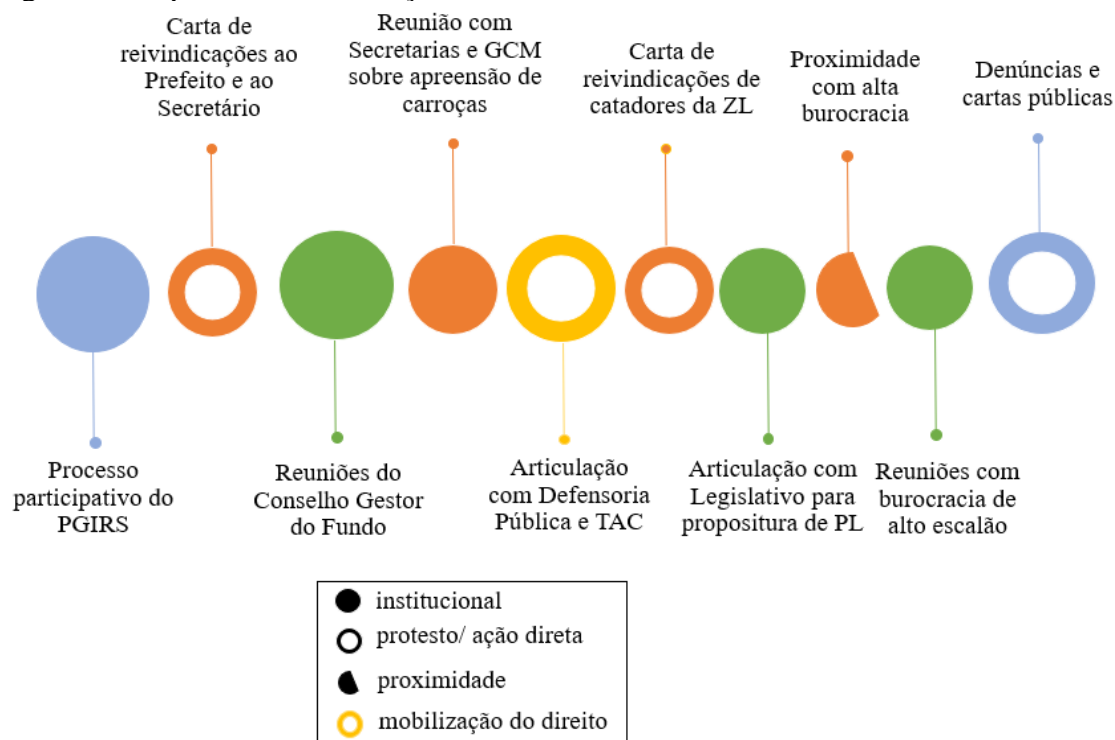 Carta de
reivindicações ao
Prefeito e ao
Secretário
Reunião com
Secretarias e GCM
sobre apreensão de
carroças
Carta de
reivindicações de
catadores da ZL
Proximidade
com alta
burocracia
Denúncias e
cartas públicas
Processo
participativo do
PGIRS
Reuniões do
Conselho Gestor
do Fundo
Articulação
com Defensoria
Pública e TAC
Articulação com
Legislativo para
propositura de PL
Reuniões com
burocracia de
alto escalão
institucional
protesto/ ação direta
proximidade
mobilização do direito